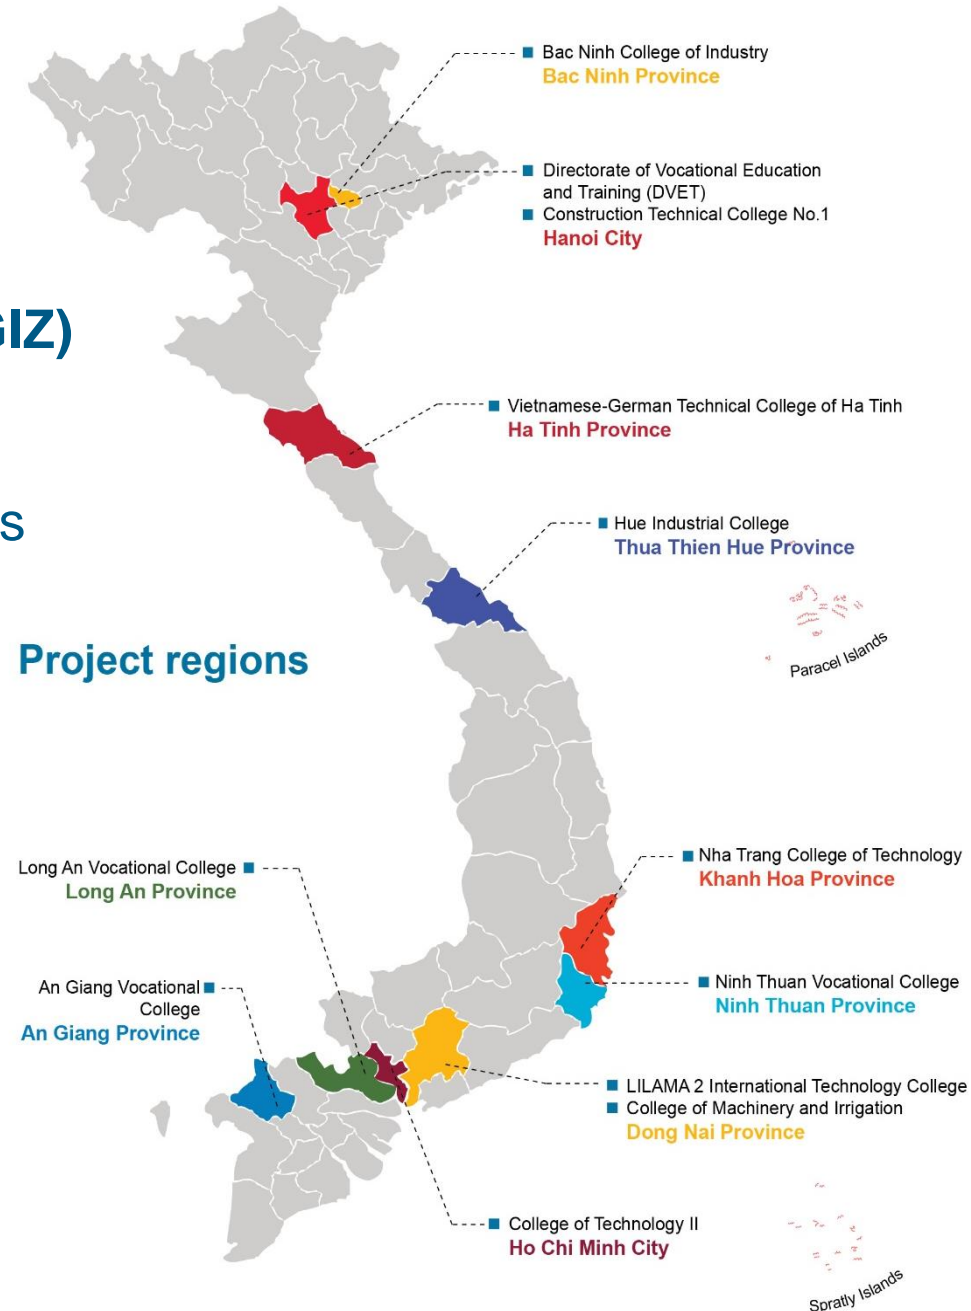 Bac Ninh College of Industry
Bac Ninh Province
Directorate of Vocational Education
and Training (DVET)
Construction Technical College No.1
Hanoi City
GIZ)
Vietnamese-German Technical College of Ha Tinh
Ha Tinh Province
s
Hue Industrial College
Thua Thien Hue Province
Project regions
Paracel Islands
Long An Vocational College
Long An Province
Nha Trang College of Technology
Khanh Hoa Province
An Giang Vocational
College
An Giang Province
Ninh Thuan Vocational College
Ninh Thuan Province
LILAMA 2 International Technology College
College of Machinery and Irrigation
Dong Nai Province
College of Technology II
Ho Chi Minh City
Spratly Islands